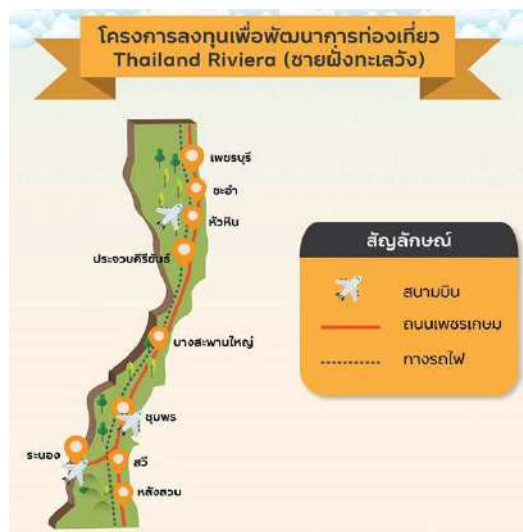 โครงการลงทุนเพื่อพัฒนาการท่องเที่ยว
Thailand Riviera (ชายฝั่งทะเลวัง)
เพชรบุรี
ชะอำ
หัวหิน
ประจวบคีรีขันธ์
บางสะพานใหญ่
ชุมพร
ระนอง
สวี
หลังสวน
สัญลักษณ์
สนามบิน
ถนนเพชรเกษม
ทางรถไฟ